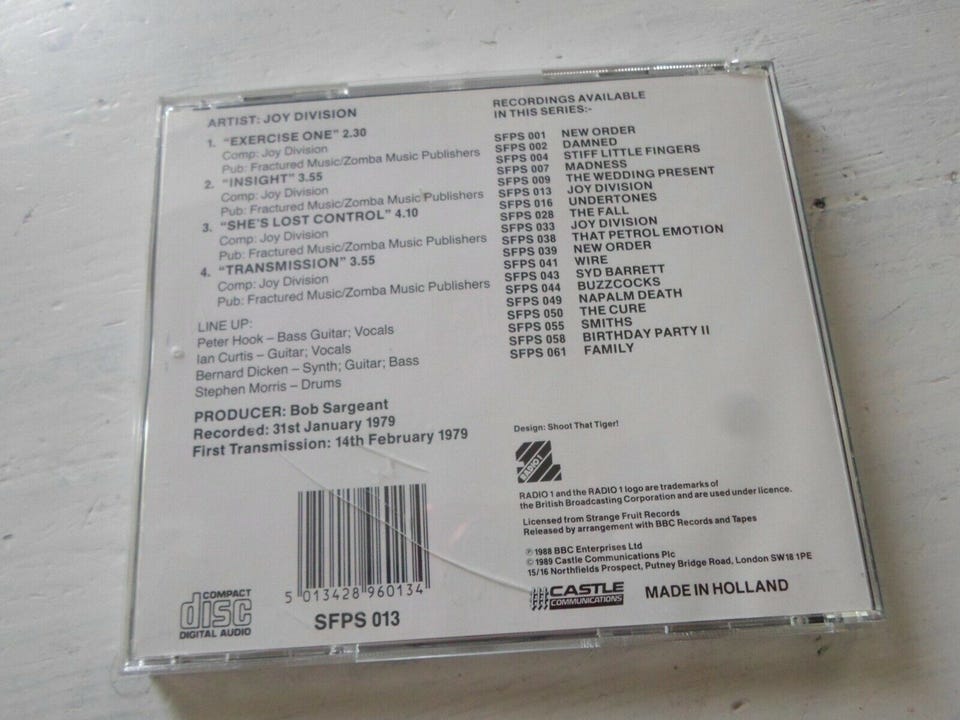 ARTIST: JOY DIVISION
1. "EXERCISE ONE" 2.30
Comp: Joy Division
Pub: Fractured Music/Zomba Music Publishers
2. "INSIGHT" 3.55
Comp: Joy Division
Pub: Fractured Music/Zomba Music Publishers
3. "SHE'S LOST CONTROL" 4.10
Comp: Joy Division
Pub: Fractured Music/Zomba Music Publishers
4. "TRANSMISSION" 3.55
Comp: Joy Division
Pub: Fractured Music/Zomba Music Publishers
LINE UP:
Peter Hook – Bass Guitar; Vocals
Ian Curtis – Guitar; Vocals
Bernard Dicken – Synth; Guitar; Bass
Stephen Morris – Drums
PRODUCER: Bob Sargeant
Recorded: 31st January 1979
First Transmission: 14th February 1979
5 013428 960134
COMPACT
disc
DIGITAL AUDIO
SFPS 013
RECORDINGS AVAILABLE
IN THIS SERIES:-
SFPS 001 NEW ORDER
SFPS 002 DAMNED
SFPS 004 STIFF LITTLE FINGERS
SFPS 007 MADNESS
SFPS 009 THE WEDDING PRESENT
SFPS 013 JOY DIVISION
SFPS 016 UNDERTONES
SFPS 028 THE FALL
SFPS 033 JOY DIVISION
SFPS 038 THAT PETROL EMOTION
SFPS 039 NEW ORDER
SFPS 041 WIRE
SFPS 043 SYD BARRETT
SFPS 044 BUZZCOCKS
SFPS 049 NAPALM DEATH
SFPS 050 THE CURE
SFPS 055 SMITHS
SFPS 058 BIRTHDAY PARTY II
SFPS 061 FAMILY
Design: Shoot That Tiger!
RADIO 1
RADIO 1 and the RADIO 1 logo are trademarks of
the British Broadcasting Corporation and are used under licence.
Licensed from Strange Fruit Records
Released by arrangement with BBC Records and Tapes
℗ 1988 BBC Enterprises Ltd
© 1989 Castle Communications Plc
15/16 Northfields Prospect, Putney Bridge Road, London SW18 1PE
CASTLE
COMMUNICATIONS
MADE IN HOLLAND